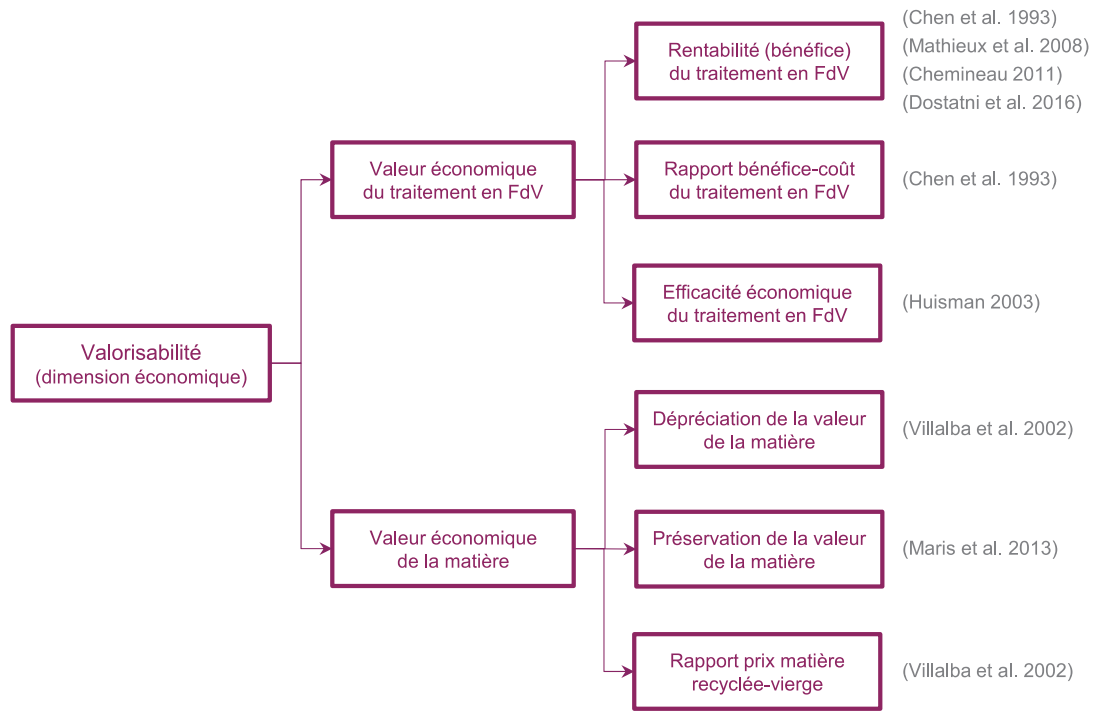 Valorisabilité
(dimension économique)
Valeur économique
du traitement en FdV
Rentabilité (bénéfice)
du traitement en FdV
(Chen et al. 1993)
(Mathieux et al. 2008)
(Chemineau 2011)
(Dostatni et al. 2016)
Rapport bénéfice-coût
du traitement en FdV
(Chen et al. 1993)
Efficacité économique
du traitement en FdV
(Huisman 2003)
Valeur économique
de la matière
Dépréciation de la valeur
de la matière
(Villalba et al. 2002)
Préservation de la valeur
de la matière
(Maris et al. 2013)
Rapport prix matière
recyclée-vierge
(Villalba et al. 2002)